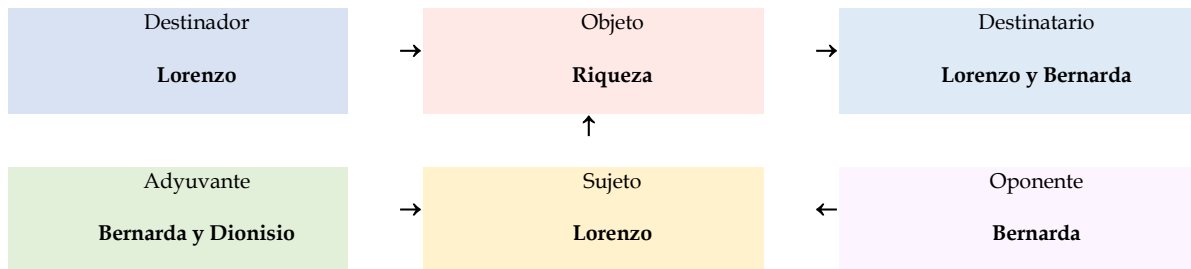 Destinador → Objeto → Destinatario
Lorenzo Riqueza Lorenzo y Bernarda
↑
Adyuvante → Sujeto ← Oponente
Bernarda y Dionisio Lorenzo Bernarda